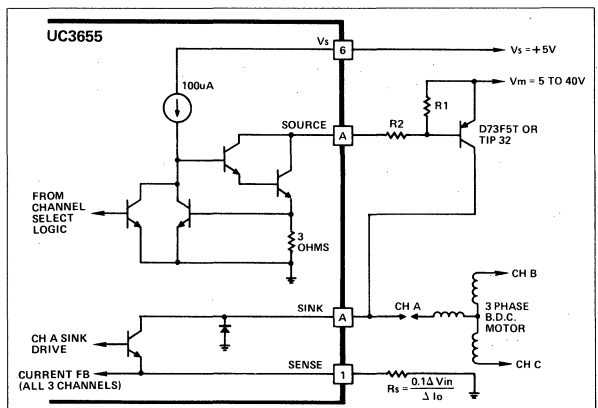 UC3655
Vs
6
Vs = +5V
Vm = 5 TO 40V
100uA
R1
SOURCE
A
R2
D73F5T OR
TIP 32
FROM
CHANNEL
SELECT
LOGIC
3
OHMS
CH B
SINK
A
CH A
3 PHASE
B.D.C.
MOTOR
CH A SINK
DRIVE
SENSE
1
CH C
CURRENT FB
(ALL 3 CHANNELS)
Rs = 0.1Δ Vin
Δ Io